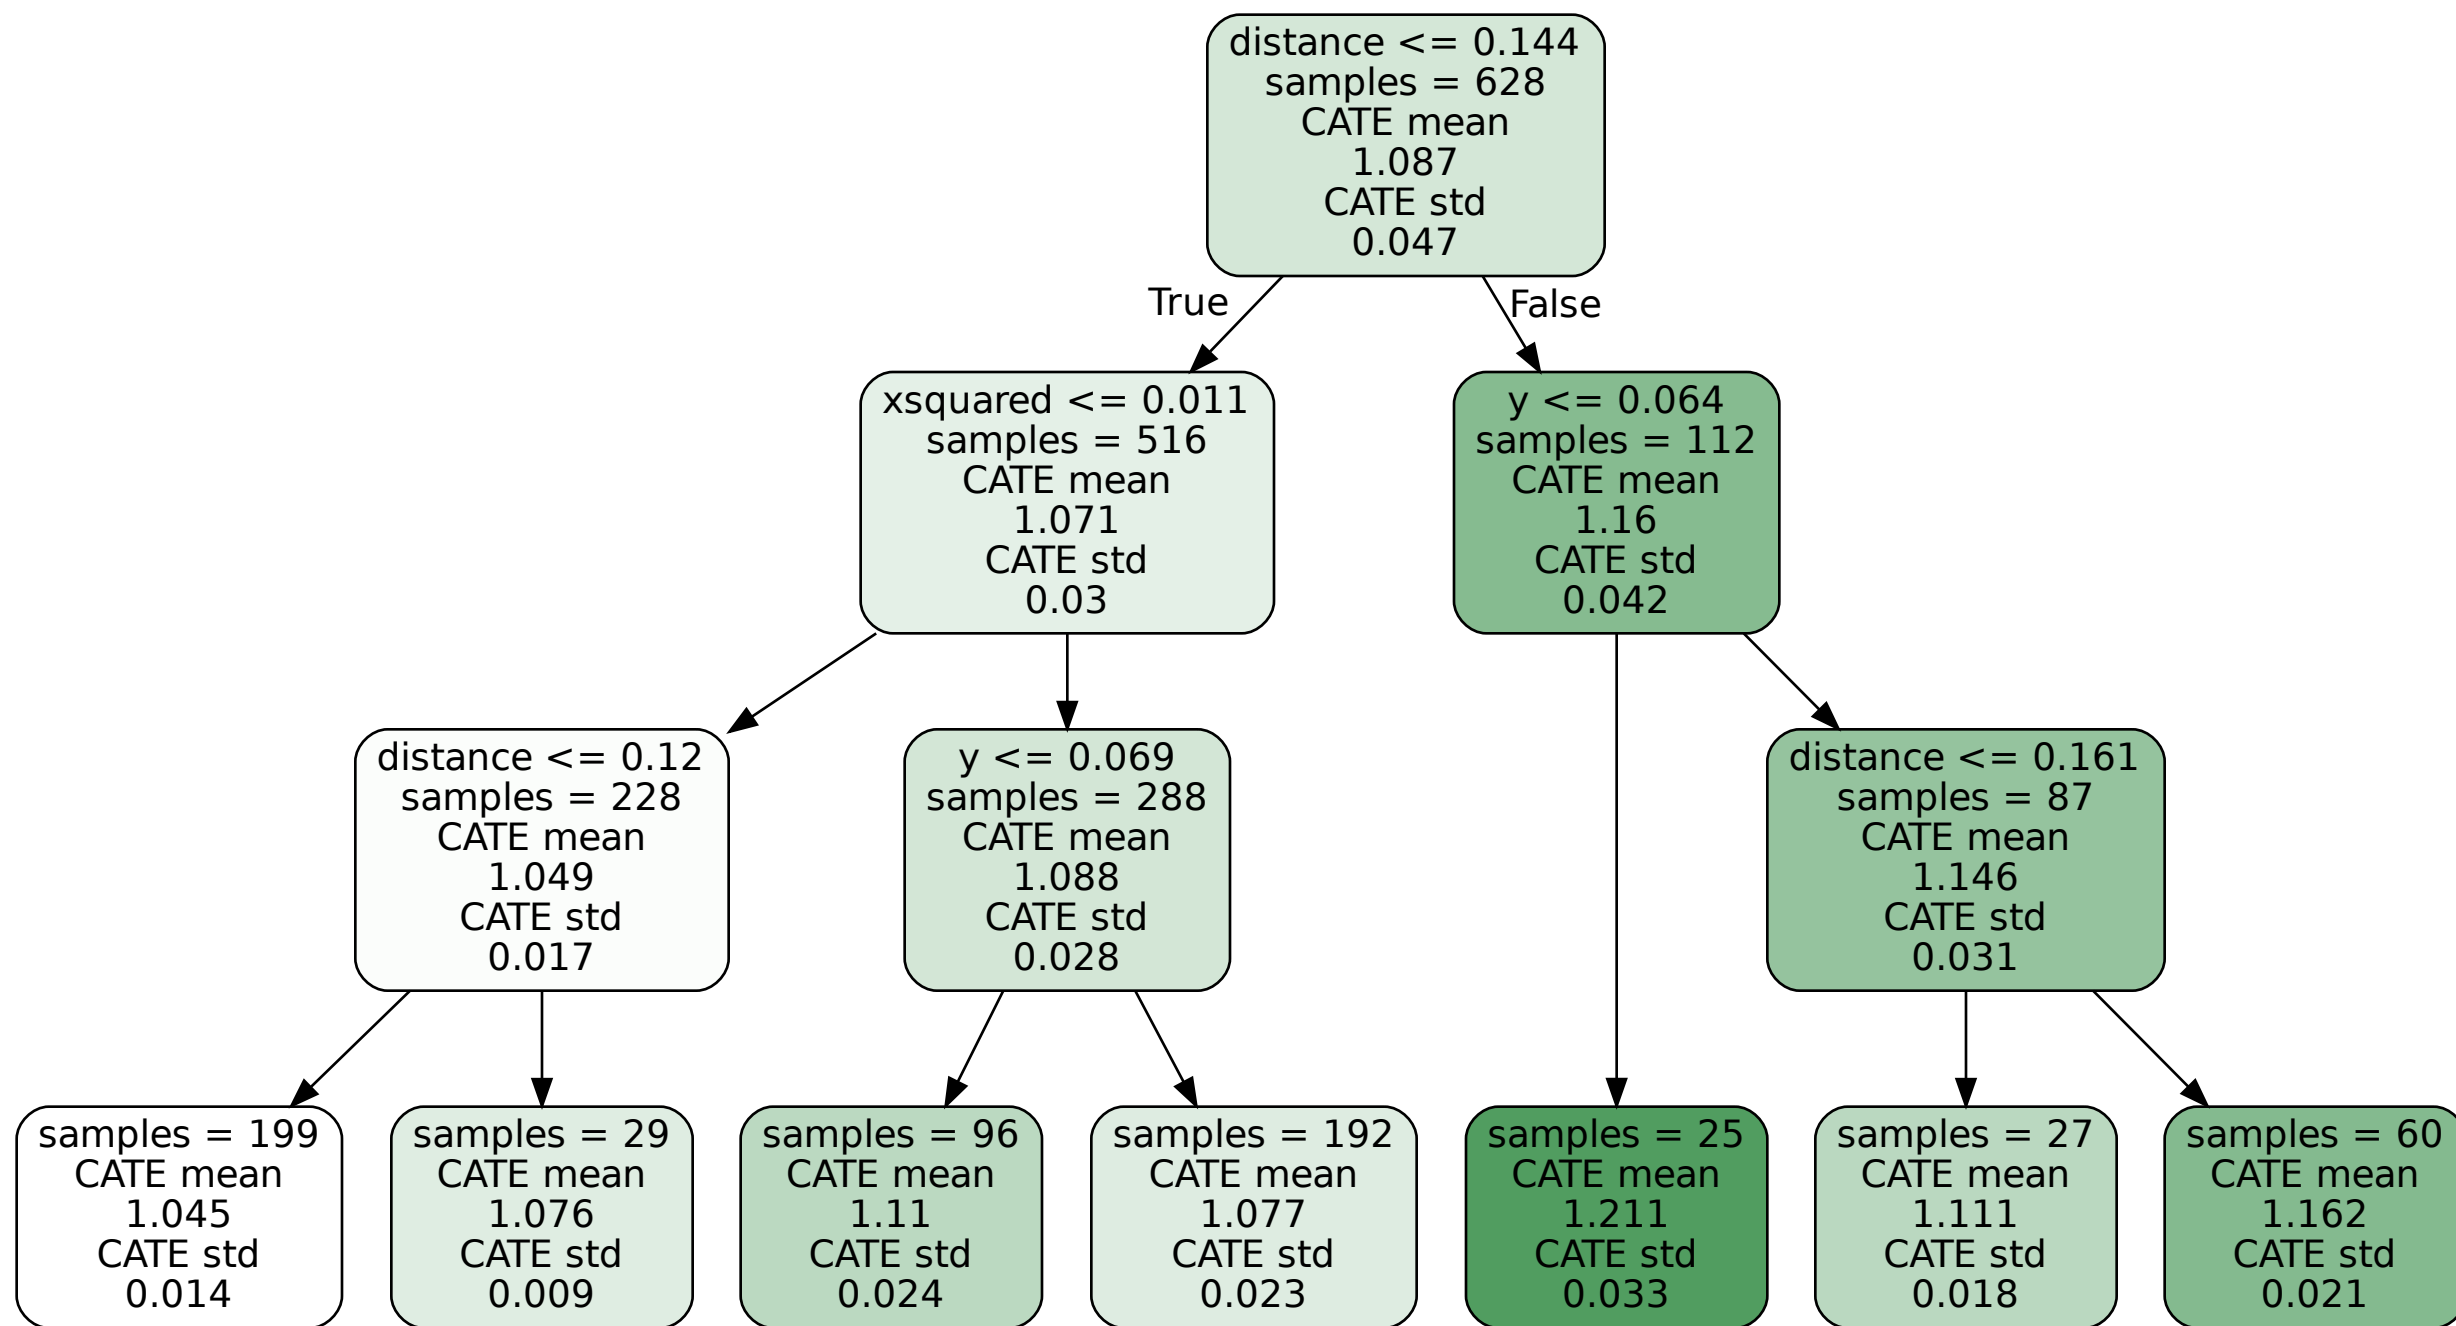 distance <= 0.144
samples = 628
CATE mean
1.087
CATE std
0.047
True
False
xsquared <= 0.011
samples = 516
CATE mean
1.071
CATE std
0.03
y <= 0.064
samples = 112
CATE mean
1.16
CATE std
0.042
distance <= 0.12
samples = 228
CATE mean
1.049
CATE std
0.017
y <= 0.069
samples = 288
CATE mean
1.088
CATE std
0.028
distance <= 0.161
samples = 87
CATE mean
1.146
CATE std
0.031
samples = 199
CATE mean
1.045
CATE std
0.014
samples = 29
CATE mean
1.076
CATE std
0.009
samples = 96
CATE mean
1.11
CATE std
0.024
samples = 192
CATE mean
1.077
CATE std
0.023
samples = 25
CATE mean
1.211
CATE std
0.033
samples = 27
CATE mean
1.111
CATE std
0.018
samples = 60
CATE mean
1.162
CATE std
0.021